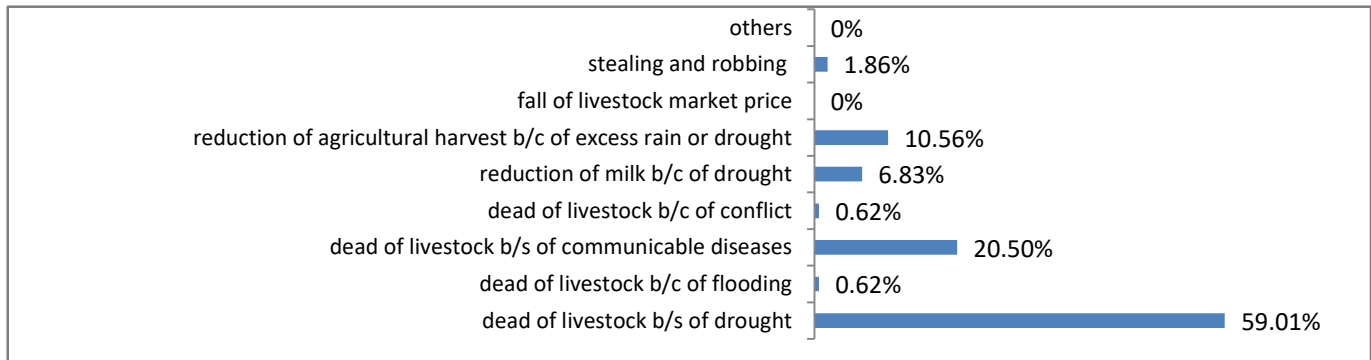 others 0%
stealing and robbing 1.86%
fall of livestock market price 0%
reduction of agricultural harvest b/c of excess rain or drought 10.56%
reduction of milk b/c of drought 6.83%
dead of livestock b/c of conflict 0.62%
dead of livestock b/s of communicable diseases 20.50%
dead of livestock b/c of flooding 0.62%
dead of livestock b/s of drought 59.01%